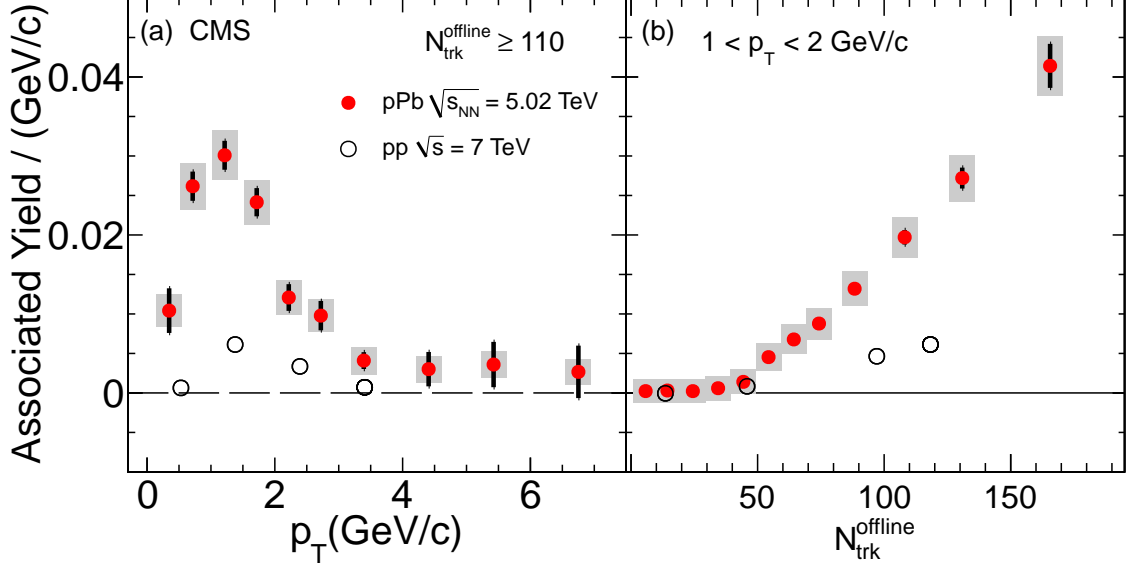 Associated Yield / (GeV/c)
0.04
0.02
0
(a) CMS
N_trk^offline ≥ 110
pPb √s_NN = 5.02 TeV
pp √s = 7 TeV
0 2 4 6
p_T(GeV/c)
(b) 1 < p_T < 2 GeV/c
50 100 150
N_trk^offline